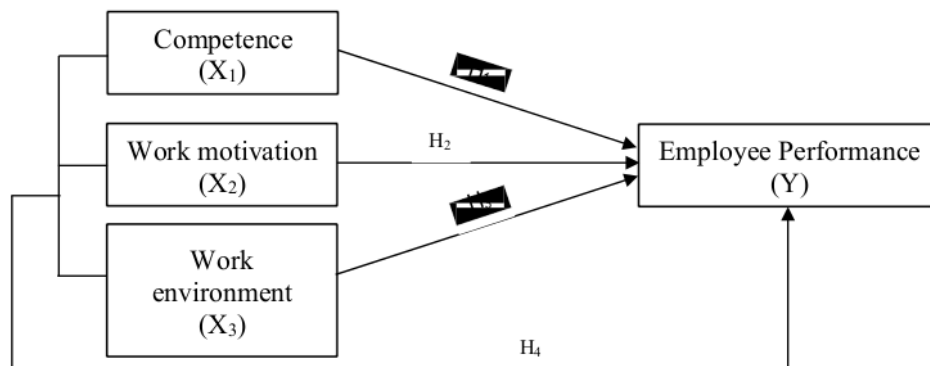 Competence
(X₁)
H₂
Work motivation
(X₂)
Employee Performance
(Y)
Work
environment
(X₃)
H₄